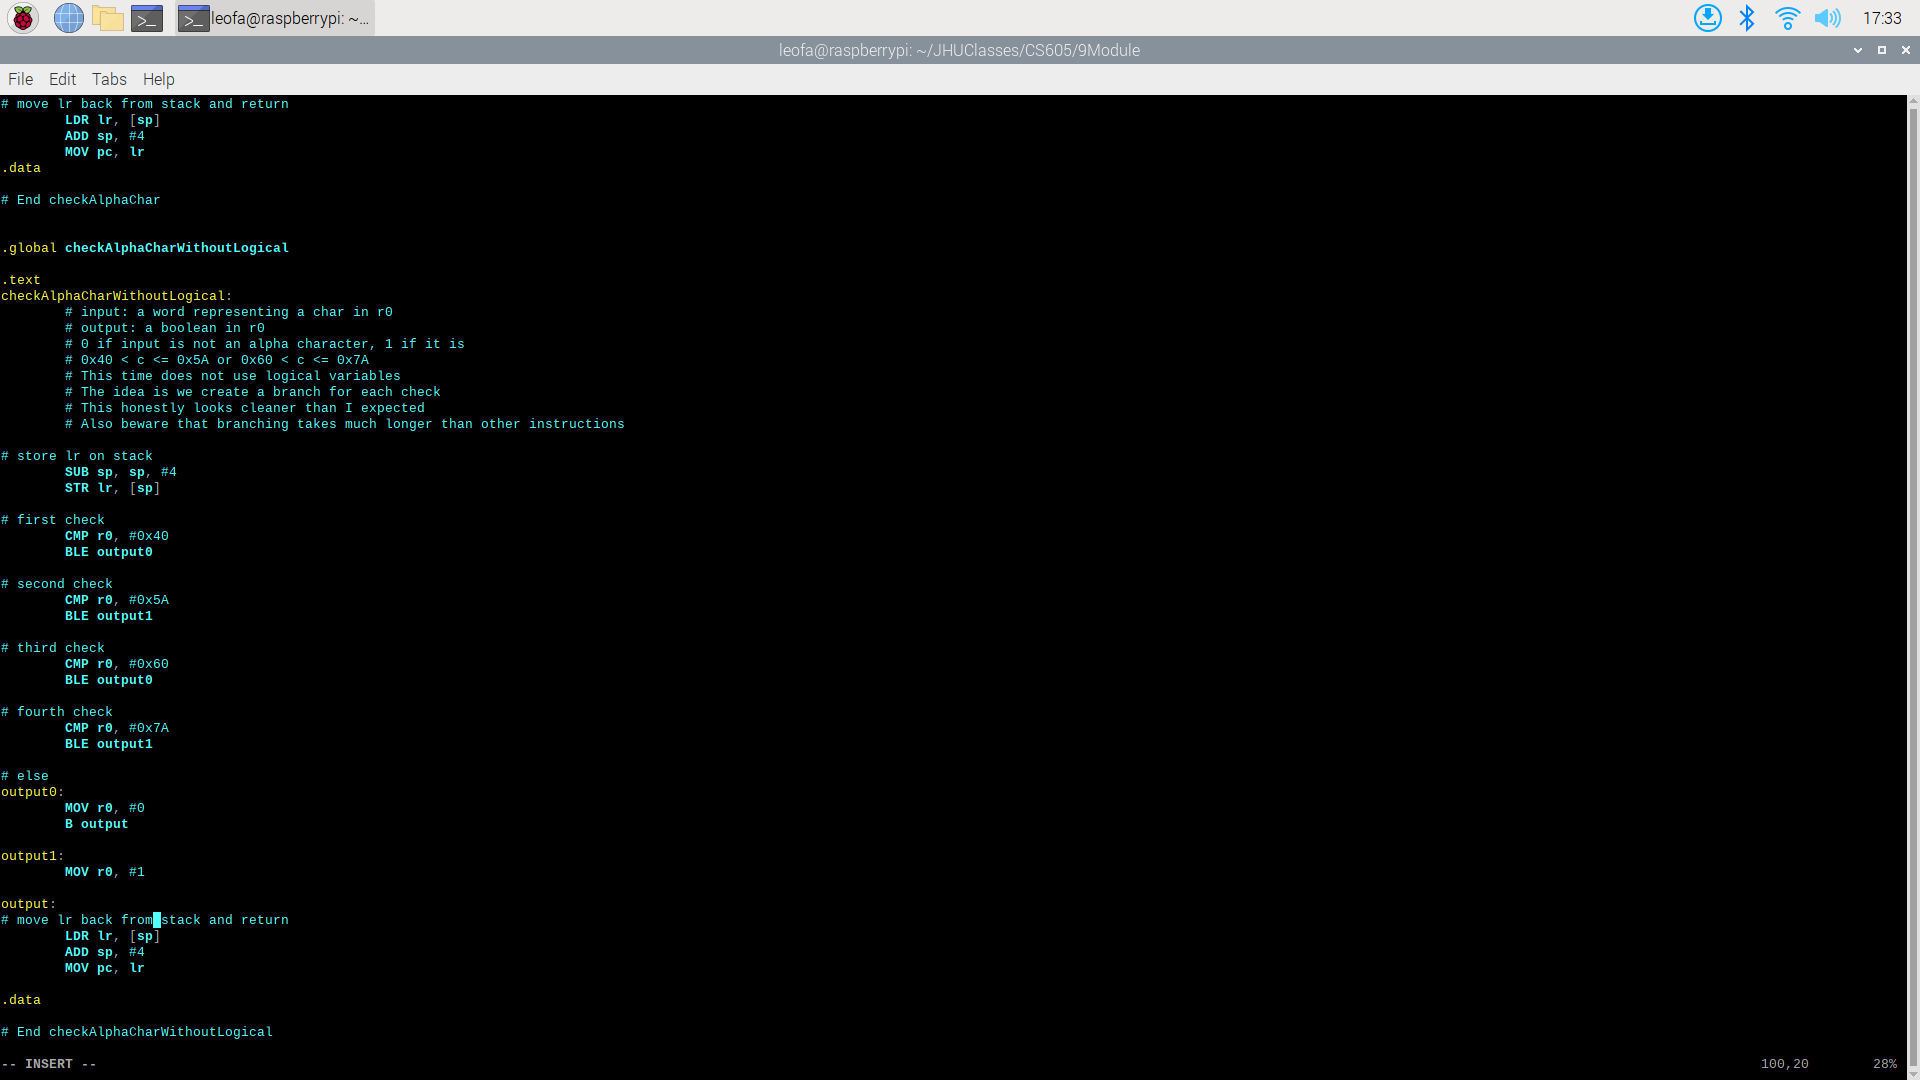 leofa@raspberrypi: ~...
17:33
leofa@raspberrypi: ~/JHUClasses/CS605/9Module
File Edit Tabs Help
# move lr back from stack and return
LDR lr, [sp]
ADD sp, #4
MOV pc, lr
.data
# End checkAlphaChar
.global checkAlphaCharWithoutLogical
.text
checkAlphaCharWithoutLogical:
# input: a word representing a char in r0
# output: a boolean in r0
# 0 if input is not an alpha character, 1 if it is
# 0x40 < c <= 0x5A or 0x60 < c <= 0x7A
# This time does not use logical variables
# The idea is we create a branch for each check
# This honestly looks cleaner than I expected
# Also beware that branching takes much longer than other instructions
# store lr on stack
SUB sp, sp, #4
STR lr, [sp]
# first check
CMP r0, #0x40
BLE output0
# second check
CMP r0, #0x5A
BLE output1
# third check
CMP r0, #0x60
BLE output0
# fourth check
CMP r0, #0x7A
BLE output1
# else
output0:
MOV r0, #0
B output
output1:
MOV r0, #1
output:
# move lr back from stack and return
LDR lr, [sp]
ADD sp, #4
MOV pc, lr
.data
# End checkAlphaCharWithoutLogical
-- INSERT -- 100,20 28%